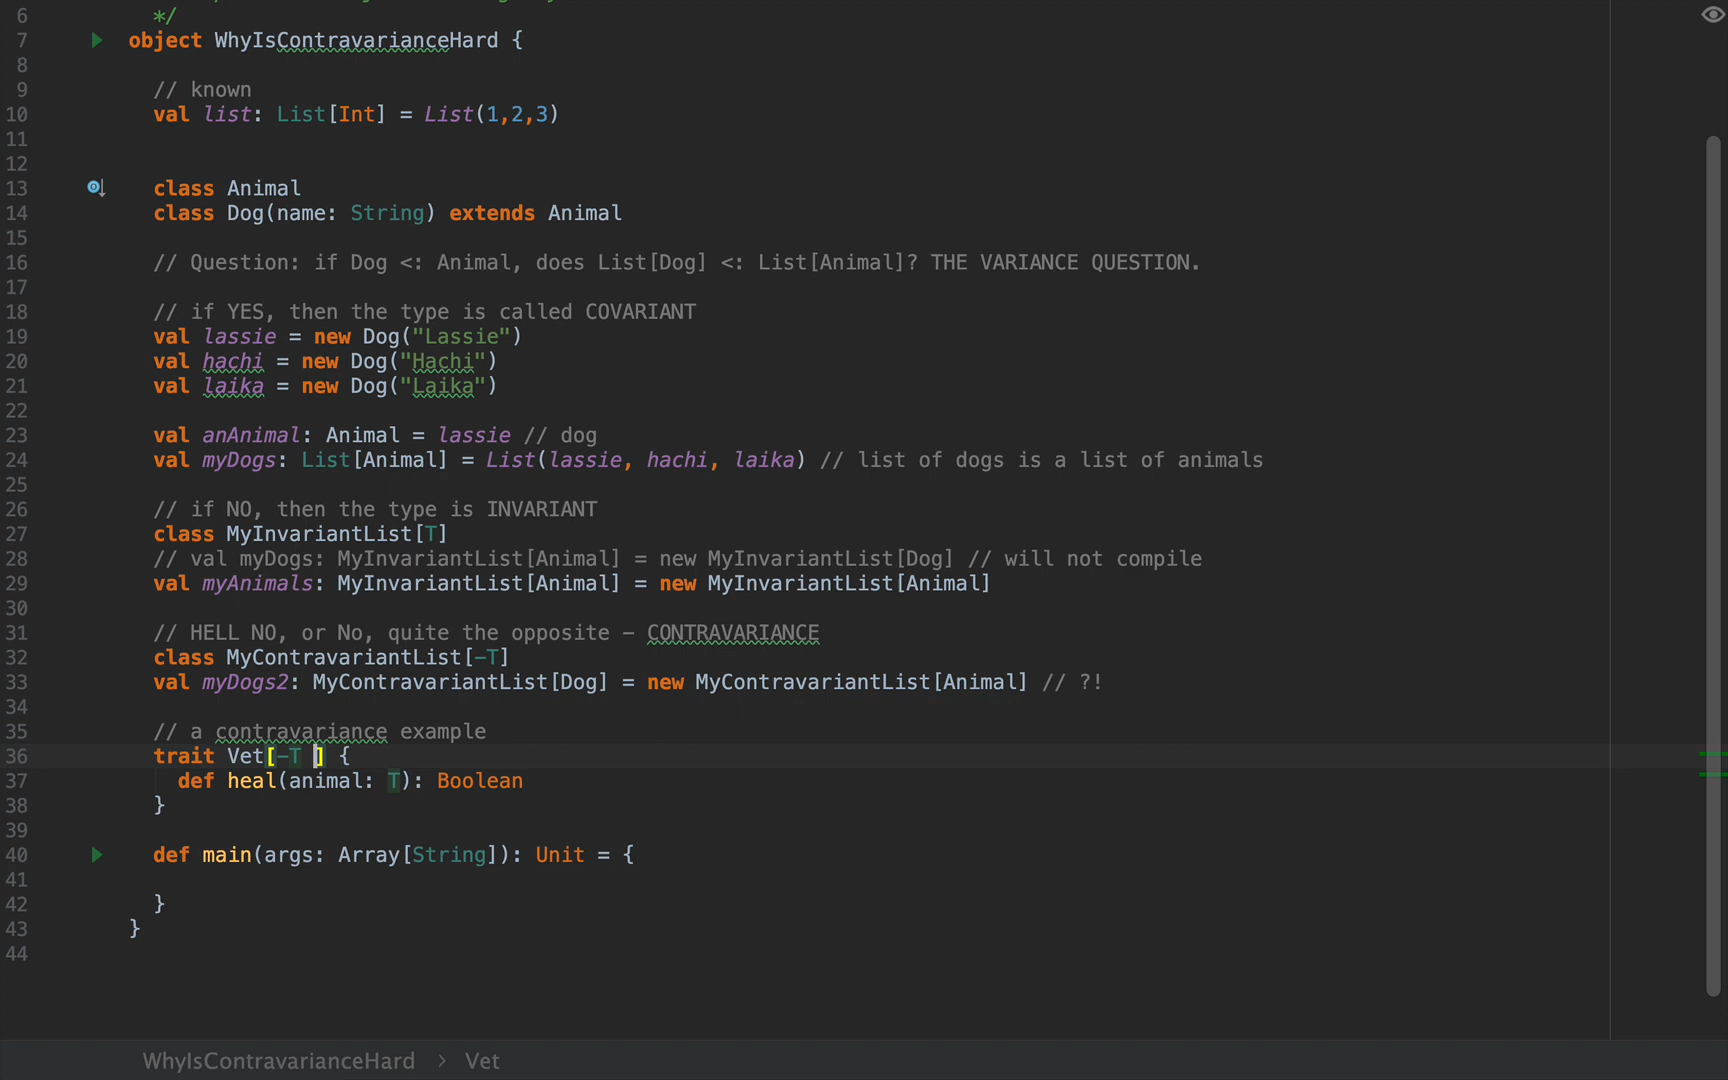 6 */
7 object WhyIsContravarianceHard {
8
9 // known
10 val list: List[Int] = List(1,2,3)
11
12
13 class Animal
14 class Dog(name: String) extends Animal
15
16 // Question: if Dog <: Animal, does List[Dog] <: List[Animal]? THE VARIANCE QUESTION.
17
18 // if YES, then the type is called COVARIANT
19 val lassie = new Dog("Lassie")
20 val hachi = new Dog("Hachi")
21 val laika = new Dog("Laika")
22
23 val anAnimal: Animal = lassie // dog
24 val myDogs: List[Animal] = List(lassie, hachi, laika) // list of dogs is a list of animals
25
26 // if NO, then the type is INVARIANT
27 class MyInvariantList[T]
28 // val myDogs: MyInvariantList[Animal] = new MyInvariantList[Dog] // will not compile
29 val myAnimals: MyInvariantList[Animal] = new MyInvariantList[Animal]
30
31 // HELL NO, or No, quite the opposite – CONTRAVARIANCE
32 class MyContravariantList[-T]
33 val myDogs2: MyContravariantList[Dog] = new MyContravariantList[Animal] // ?!
34
35 // a contravariance example
36 trait Vet[-T ] {
37 def heal(animal: T): Boolean
38 }
39
40 def main(args: Array[String]): Unit = {
41
42 }
43 }
44
WhyIsContravarianceHard > Vet